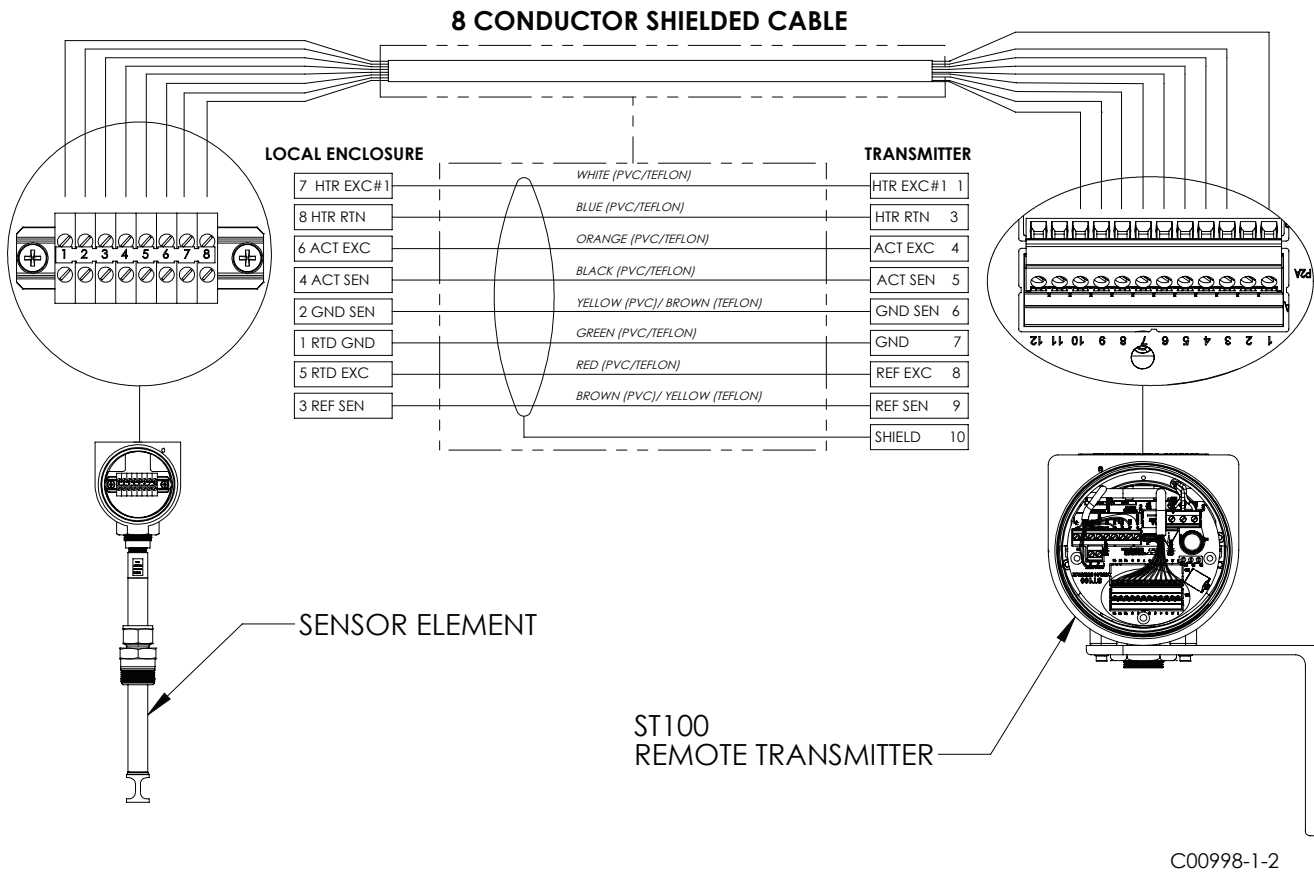 8 CONDUCTOR SHIELDED CABLE
LOCAL ENCLOSURE
TRANSMITTER
7 HTR EXC#1
WHITE (PVC/TEFLON)
HTR EXC#1 1
8 HTR RTN
BLUE (PVC/TEFLON)
HTR RTN 3
6 ACT EXC
ORANGE (PVC/TEFLON)
ACT EXC 4
4 ACT SEN
BLACK (PVC/TEFLON)
ACT SEN 5
2 GND SEN
YELLOW (PVC)/ BROWN (TEFLON)
GND SEN 6
1 RTD GND
GREEN (PVC/TEFLON)
GND 7
5 RTD EXC
RED (PVC/TEFLON)
REF EXC 8
3 REF SEN
BROWN (PVC)/ YELLOW (TEFLON)
REF SEN 9
SHIELD 10
1 2 3 4 5 6 7 8
P2A
12 11 10 9 8 7 6 5 4 3 2 1
SENSOR ELEMENT
ST100
ST100
REMOTE TRANSMITTER
C00998-1-2